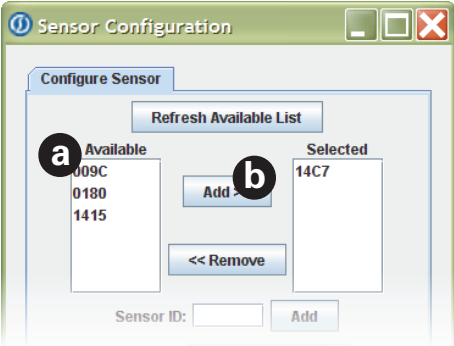 Sensor Configuration
Configure Sensor
Refresh Available List
a Available Selected
009C 14C7
b
0180 Add >
1415
<< Remove
Sensor ID: Add